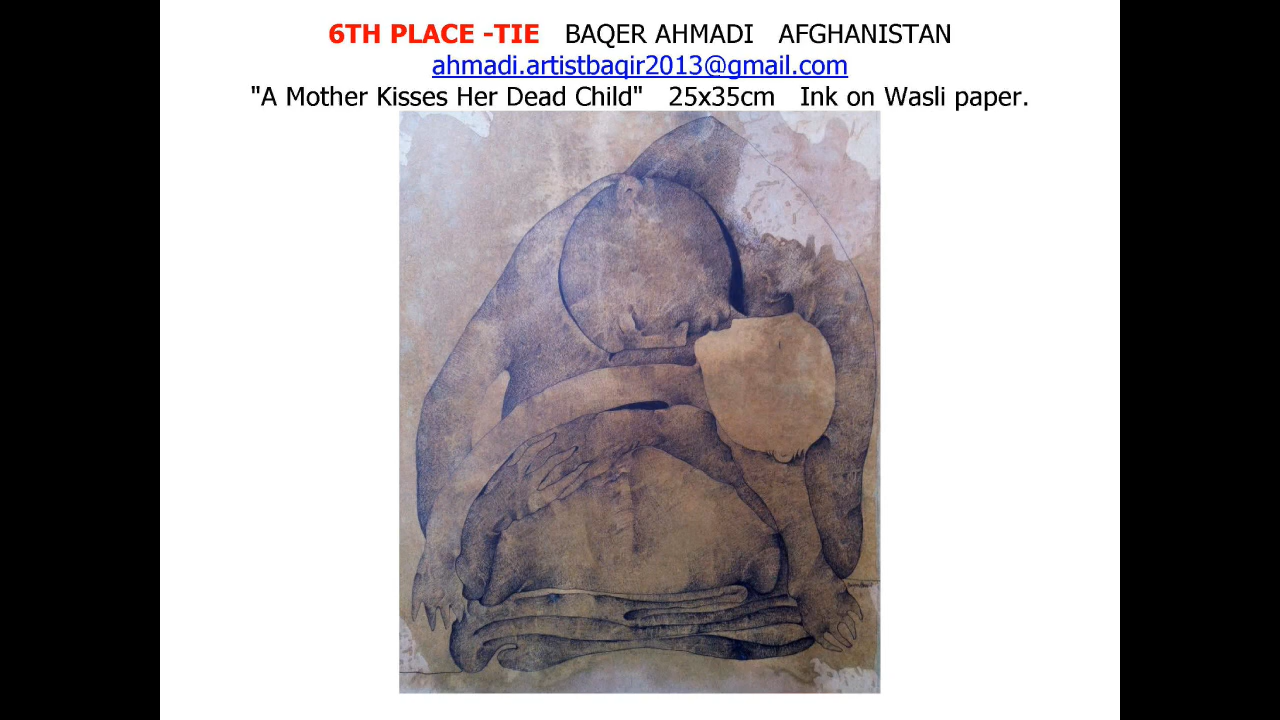 6TH PLACE -TIE BAQER AHMADI AFGHANISTAN
ahmadi.artistbaqir2013@gmail.com
"A Mother Kisses Her Dead Child" 25x35cm Ink on Wasli paper.